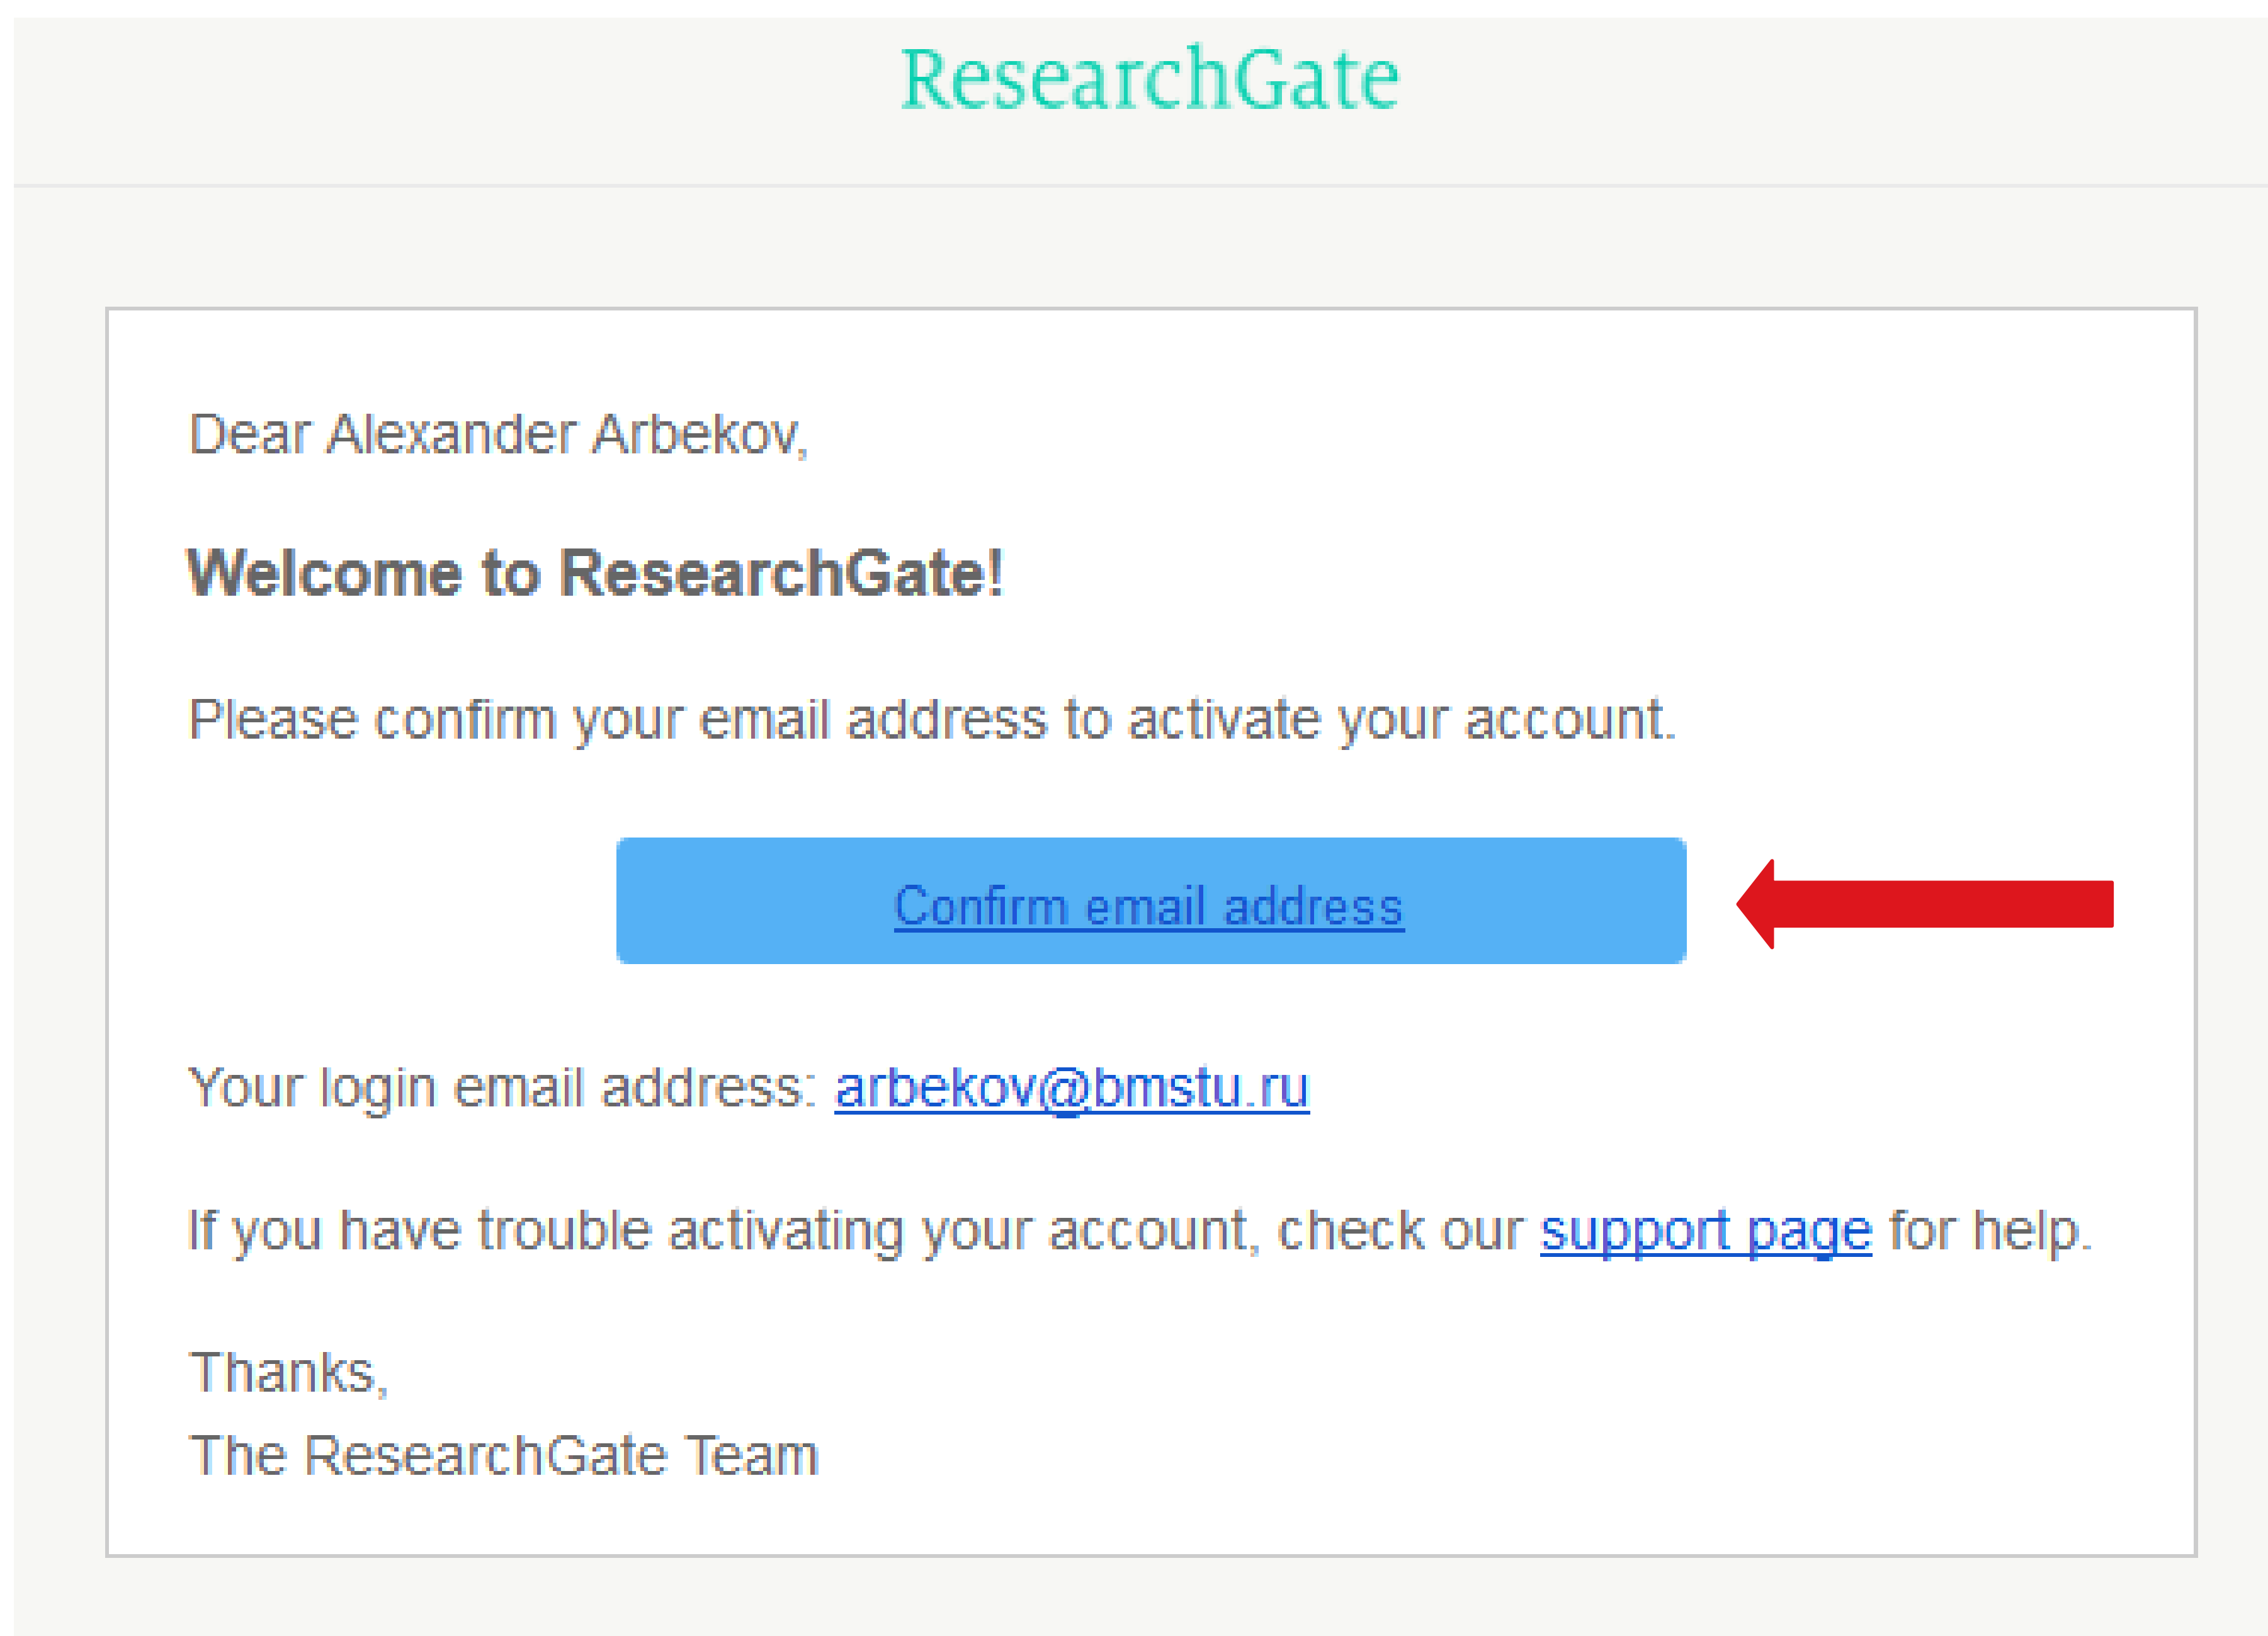 ResearchGate
Dear Alexander Arbekov,
Welcome to ResearchGate!
Please confirm your email address to activate your account.
Confirm email address
Your login email address: arbekov@bmstu.ru
If you have trouble activating your account, check our support page for help.
Thanks,
The ResearchGate Team